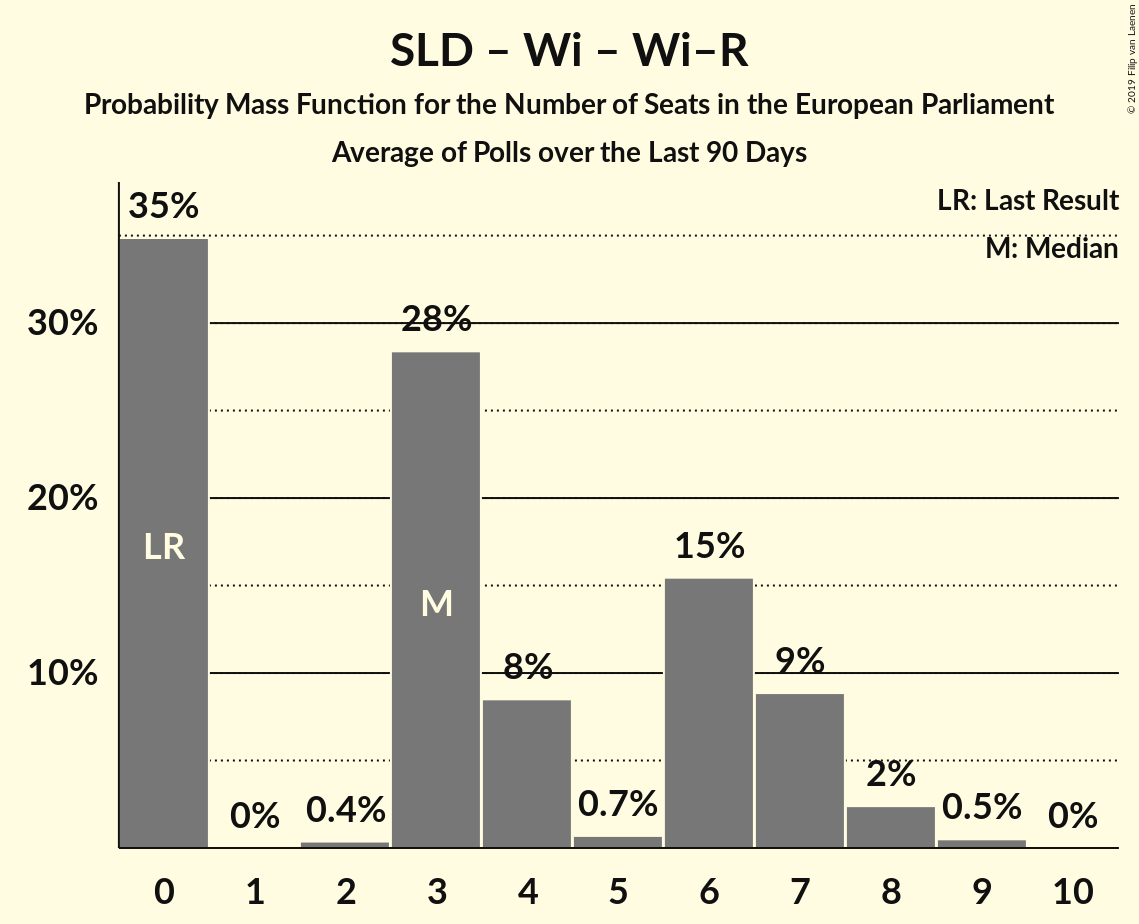 SLD – Wi – Wi–R
Probability Mass Function for the Number of Seats in the European Parliament
Average of Polls over the Last 90 Days
© 2019 Filip van Laenen
LR: Last Result
M: Median
35%
30%
28%
20%
LR
15%
M
10%
8%
9%
0%
0.4%
0.7%
2%
0.5%
0%
0 1 2 3 4 5 6 7 8 9 10